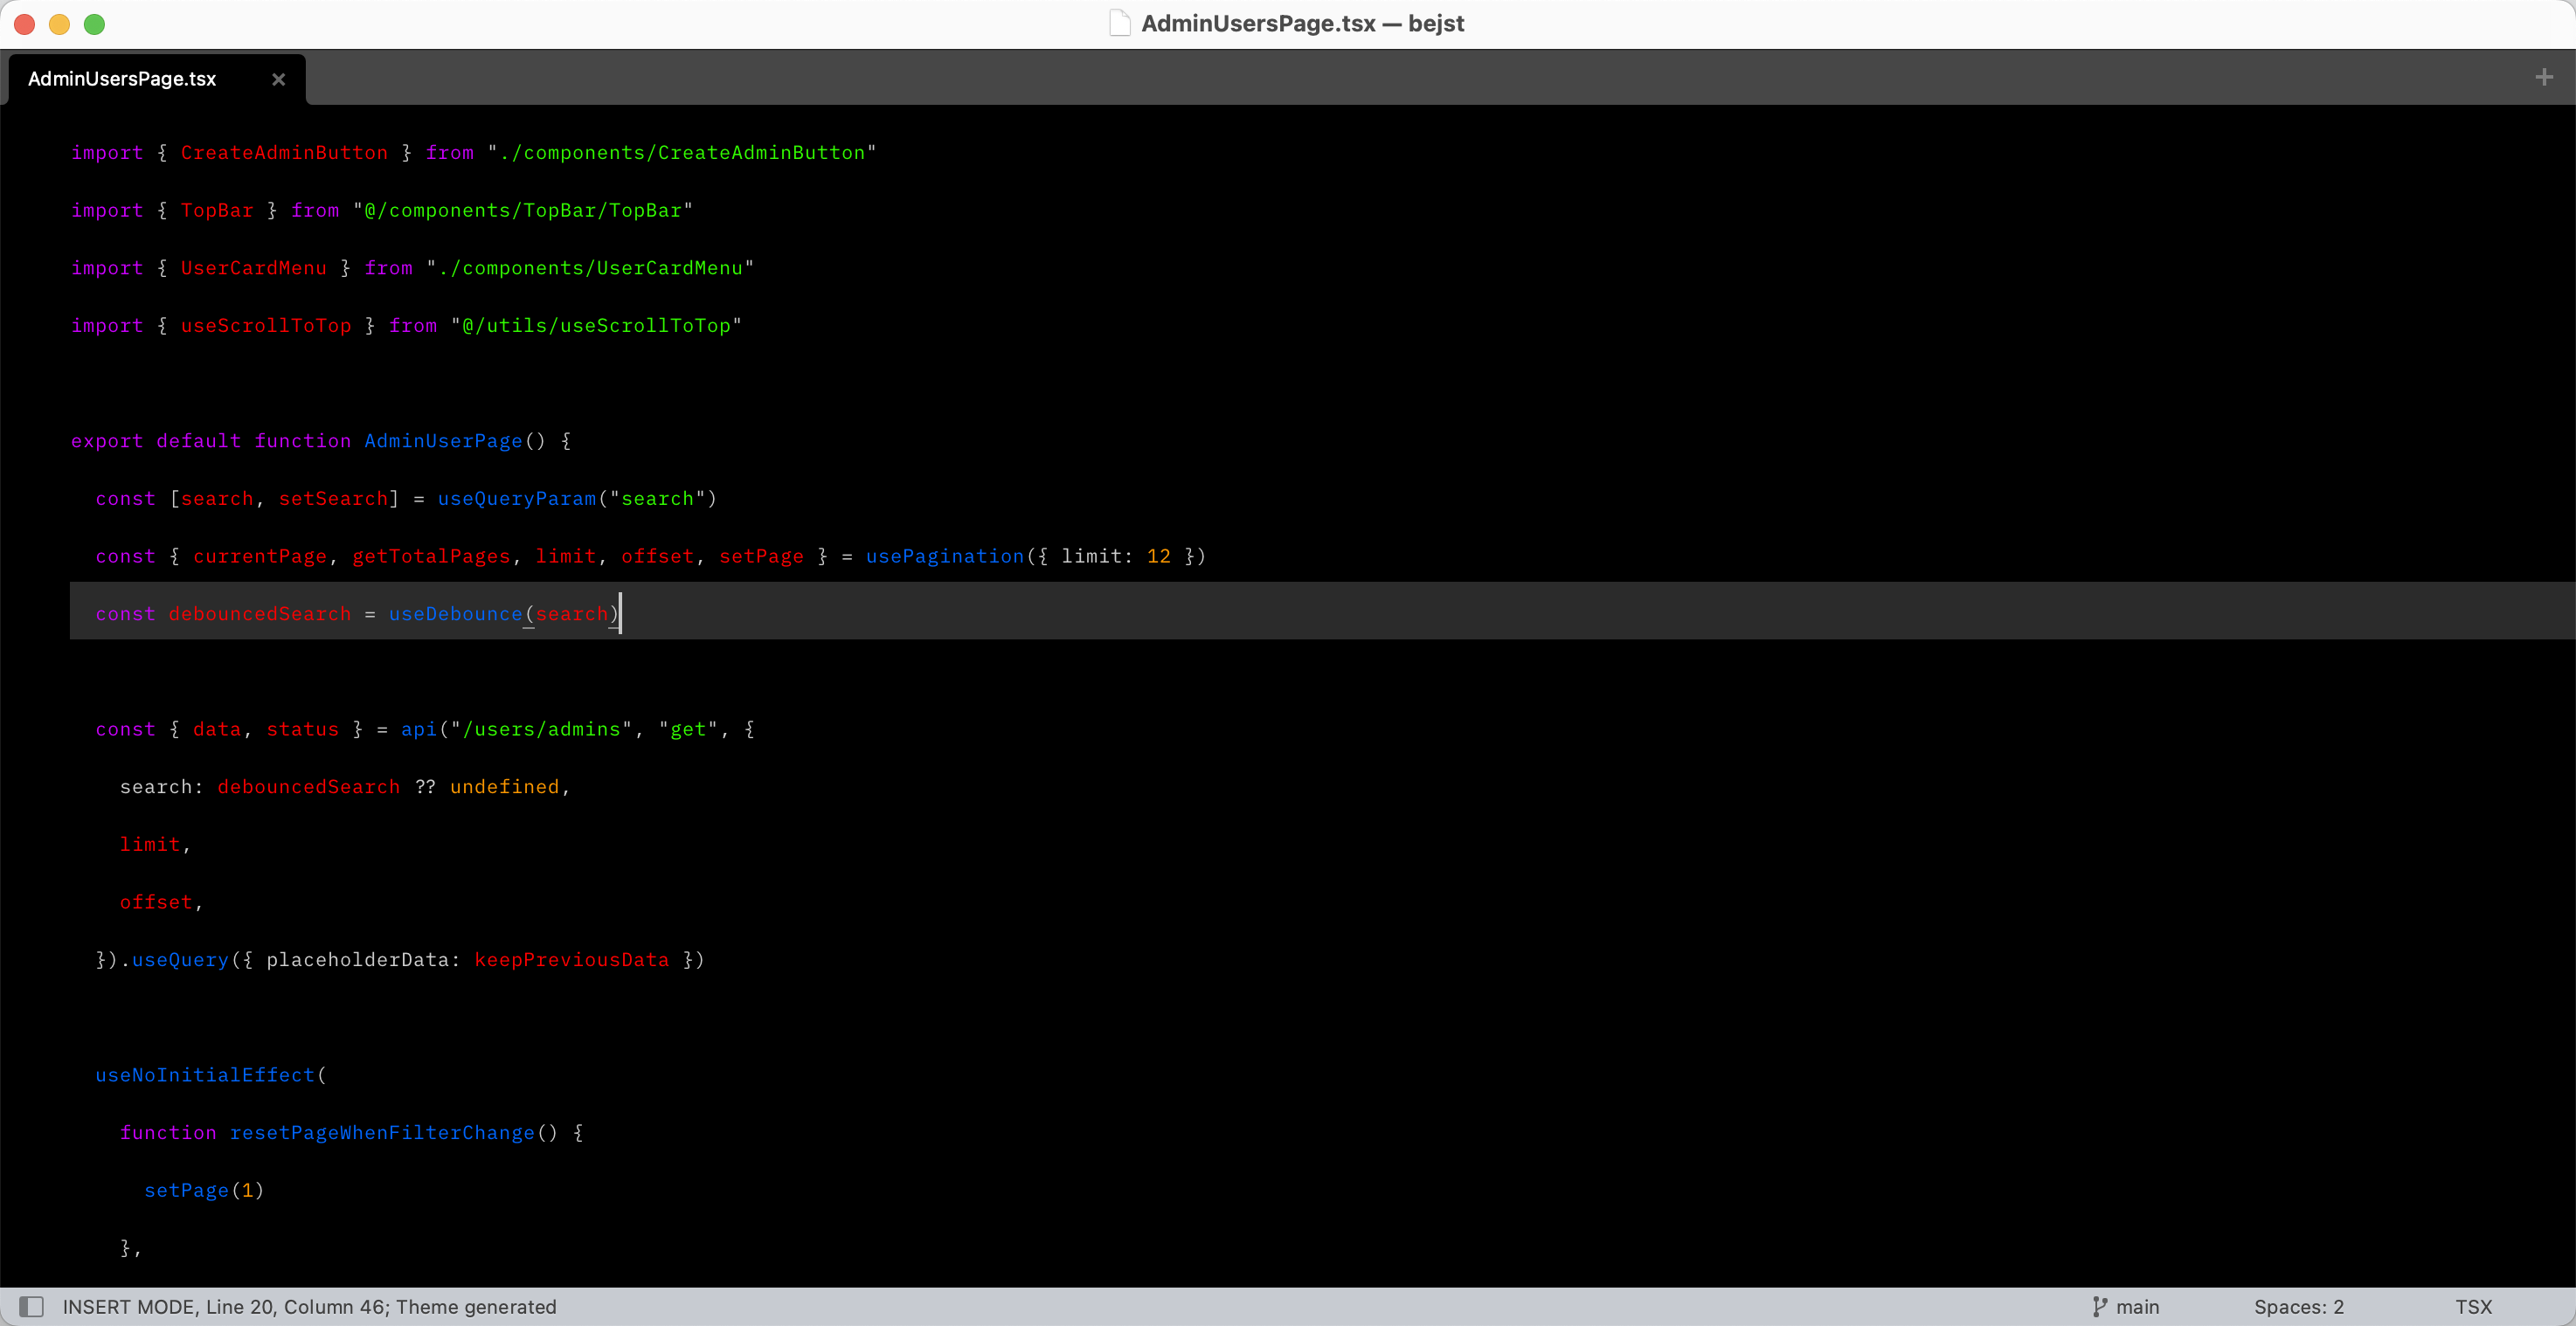 AdminUsersPage.tsx — bejst
AdminUsersPage.tsx
import { CreateAdminButton } from "./components/CreateAdminButton"
import { TopBar } from "@/components/TopBar/TopBar"
import { UserCardMenu } from "./components/UserCardMenu"
import { useScrollToTop } from "@/utils/useScrollToTop"
export default function AdminUserPage() {
  const [search, setSearch] = useQueryParam("search")
  const { currentPage, getTotalPages, limit, offset, setPage } = usePagination({ limit: 12 })
  const debouncedSearch = useDebounce(search)
  const { data, status } = api("/users/admins", "get", {
    search: debouncedSearch ?? undefined,
    limit,
    offset,
  }).useQuery({ placeholderData: keepPreviousData })
  useNoInitialEffect(
    function resetPageWhenFilterChange() {
      setPage(1)
    },
INSERT MODE, Line 20, Column 46; Theme generated
main
Spaces: 2
TSX